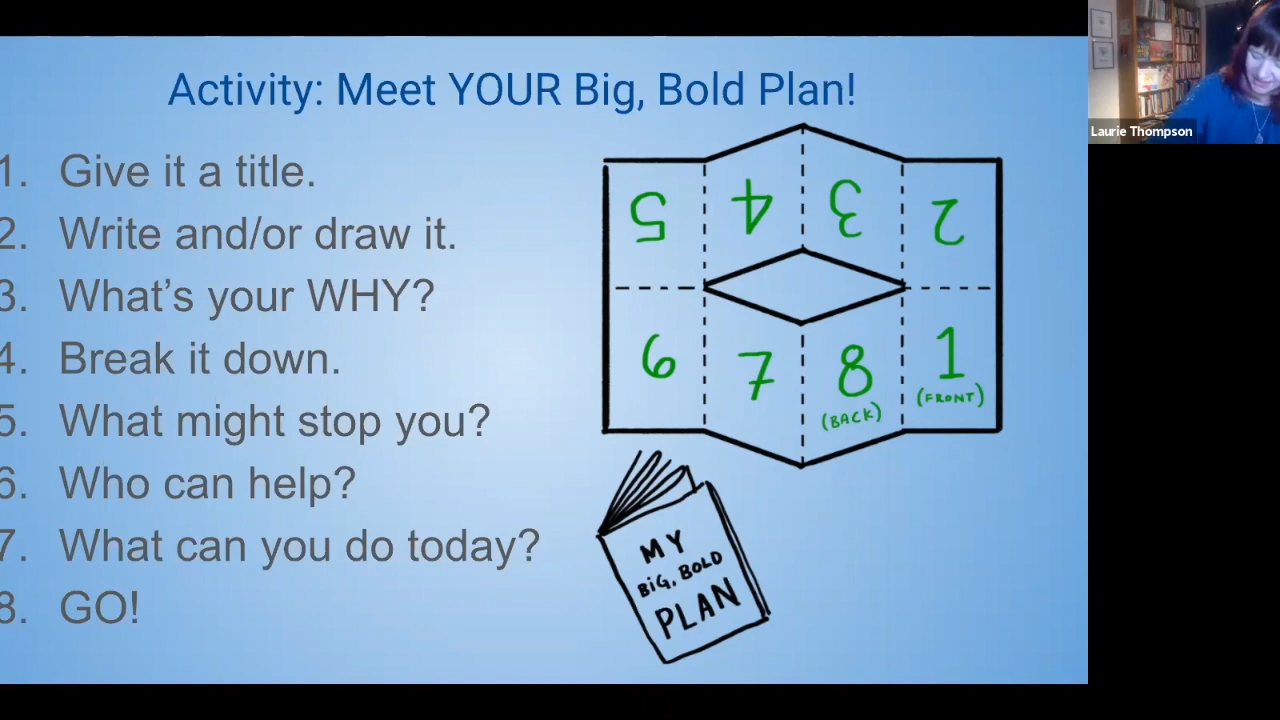 Activity: Meet YOUR Big, Bold Plan!
1. Give it a title.
2. Write and/or draw it.
3. What's your WHY?
4. Break it down.
5. What might stop you?
6. Who can help?
7. What can you do today?
8. GO!
5 4 3 2
6 7 8 1
(BACK) (FRONT)
MY
BIG, BOLD
PLAN
Laurie Thompson